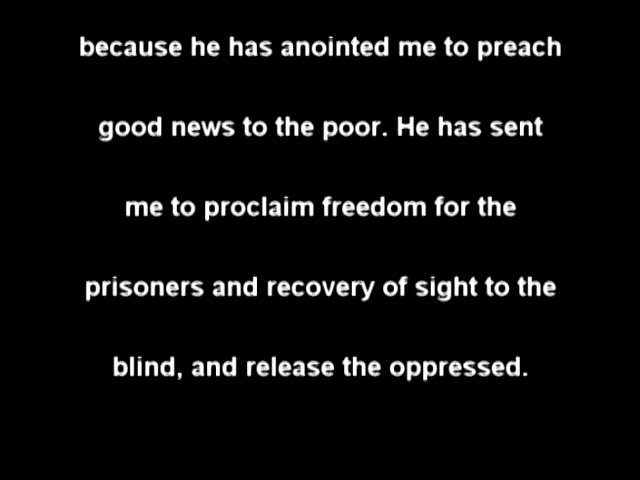 because he has anointed me to preach
good news to the poor. He has sent
me to proclaim freedom for the
prisoners and recovery of sight to the
blind, and release the oppressed.